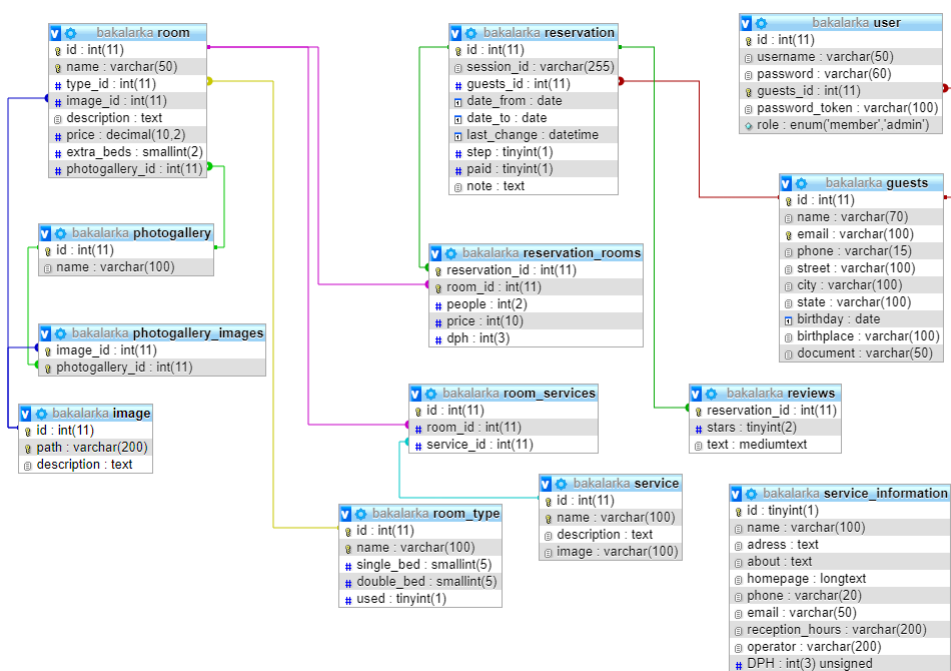 bakalarka room
id : int(11)
name : varchar(50)
type_id : int(11)
image_id : int(11)
description : text
price : decimal(10,2)
extra_beds : smallint(2)
photogallery_id : int(11)
bakalarka reservation
id : int(11)
session_id : varchar(255)
guests_id : int(11)
date_from : date
date_to : date
last_change : datetime
step : tinyint(1)
paid : tinyint(1)
note : text
bakalarka user
id : int(11)
username : varchar(50)
password : varchar(60)
guests_id : int(11)
password_token : varchar(100)
role : enum('member','admin')
bakalarka guests
id : int(11)
name : varchar(70)
email : varchar(100)
phone : varchar(15)
street : varchar(100)
city : varchar(100)
state : varchar(100)
birthday : date
birthplace : varchar(100)
document : varchar(50)
bakalarka photogallery
id : int(11)
name : varchar(100)
bakalarka reservation_rooms
reservation_id : int(11)
room_id : int(11)
people : int(2)
price : int(10)
dph : int(3)
bakalarka photogallery_images
image_id : int(11)
photogallery_id : int(11)
bakalarka image
id : int(11)
path : varchar(200)
description : text
bakalarka room_services
id : int(11)
room_id : int(11)
service_id : int(11)
bakalarka reviews
reservation_id : int(11)
stars : tinyint(2)
text : mediumtext
bakalarka service
id : int(11)
name : varchar(100)
description : text
image : varchar(100)
bakalarka room_type
id : int(11)
name : varchar(100)
single_bed : smallint(5)
double_bed : smallint(5)
used : tinyint(1)
bakalarka service_information
id : tinyint(1)
name : varchar(100)
adress : text
about : text
homepage : longtext
phone : varchar(20)
email : varchar(50)
reception_hours : varchar(200)
operator : varchar(200)
DPH : int(3) unsigned